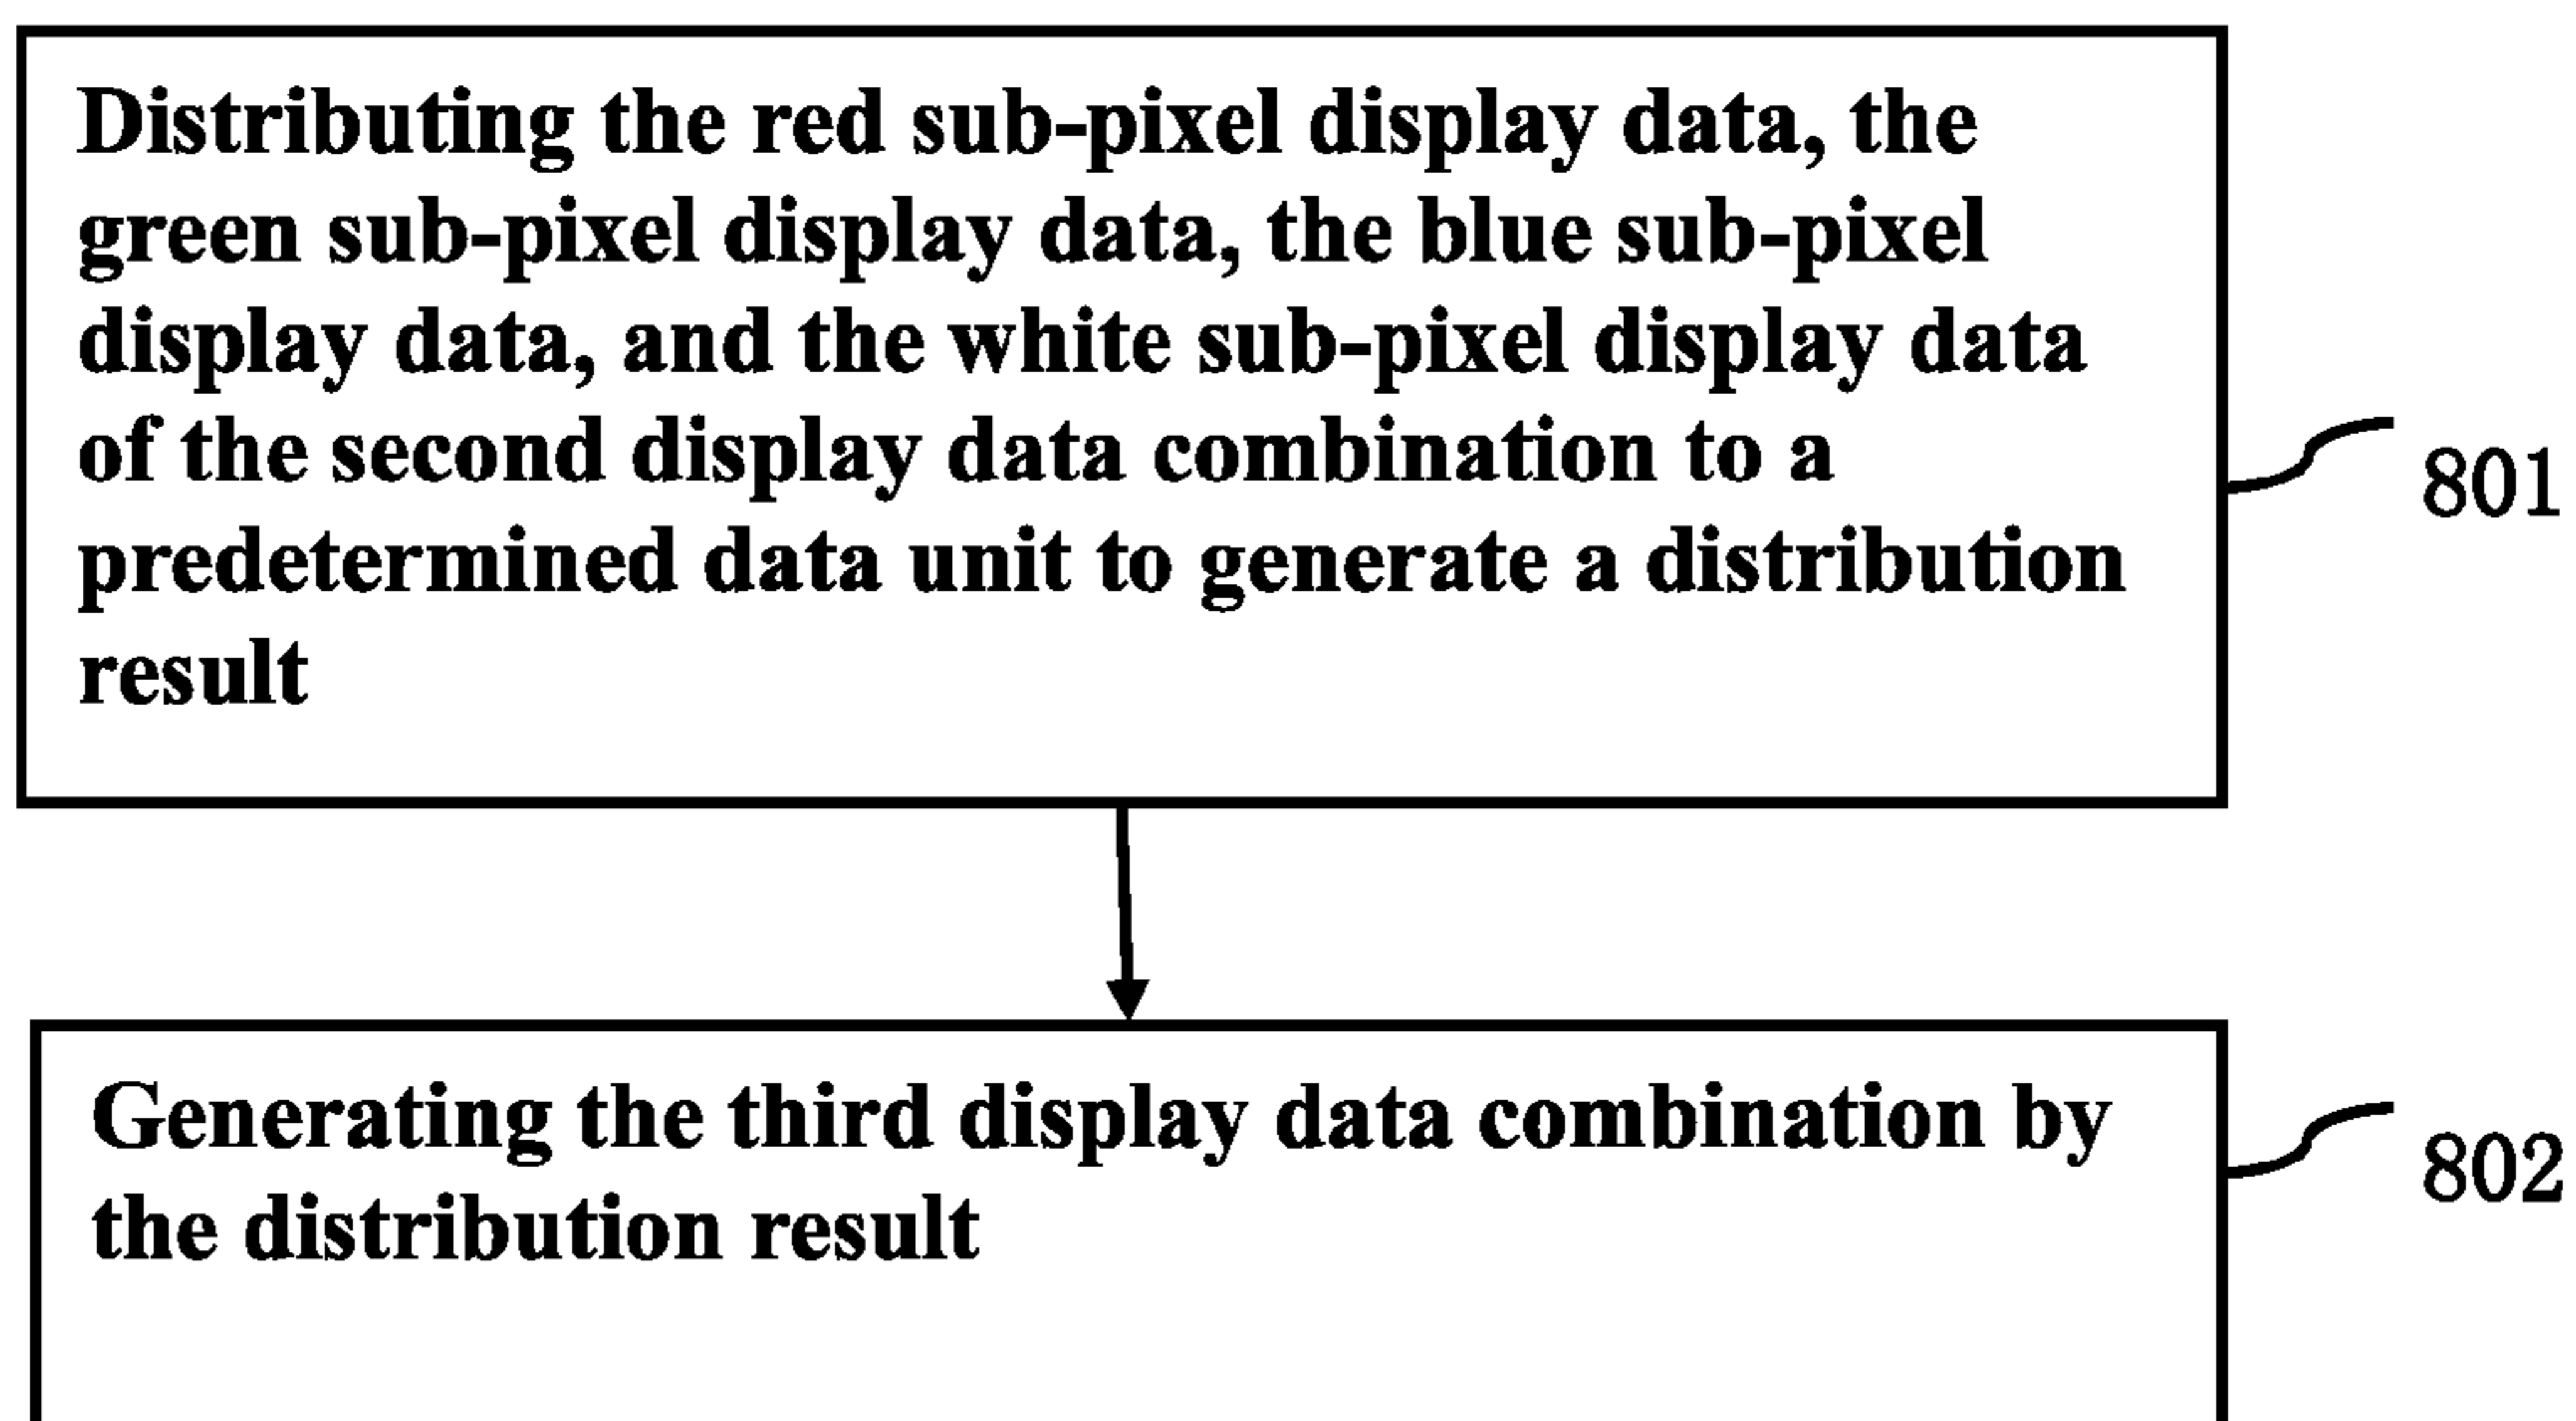 Distributing the red sub-pixel display data, the
green sub-pixel display data, the blue sub-pixel
display data, and the white sub-pixel display data
of the second display data combination to a
predetermined data unit to generate a distribution
result
801
Generating the third display data combination by
the distribution result
802